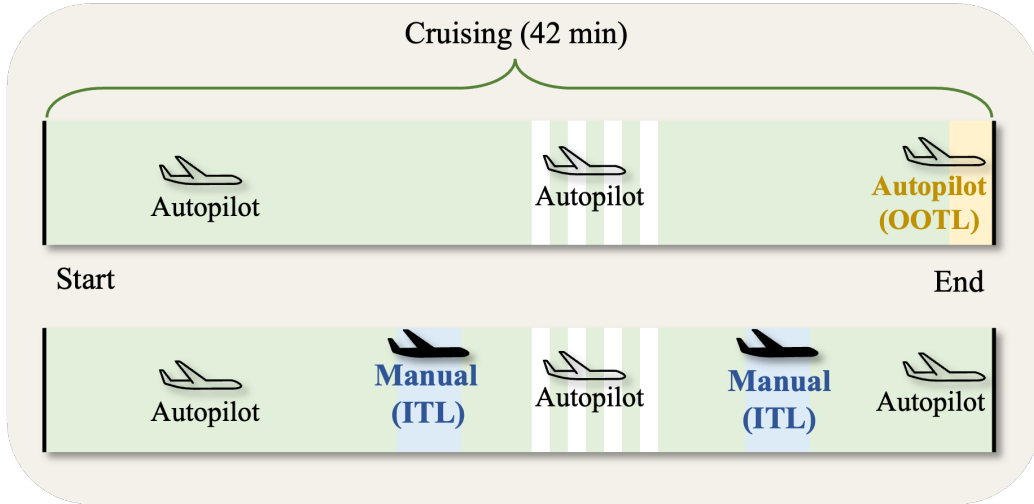 Cruising (42 min)
Autopilot
Autopilot
Autopilot
(OOTL)
Start
End
Autopilot
Manual
(ITL)
Autopilot
Manual
(ITL)
Autopilot